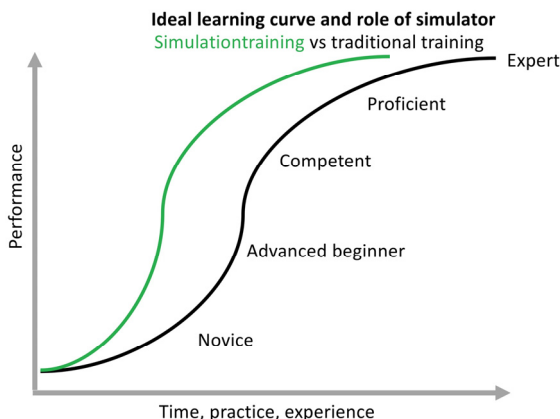 Ideal learning curve and role of simulator
Simulationtraining vs traditional training
Expert
Proficient
Competent
Advanced beginner
Novice
Performance
Time, practice, experience